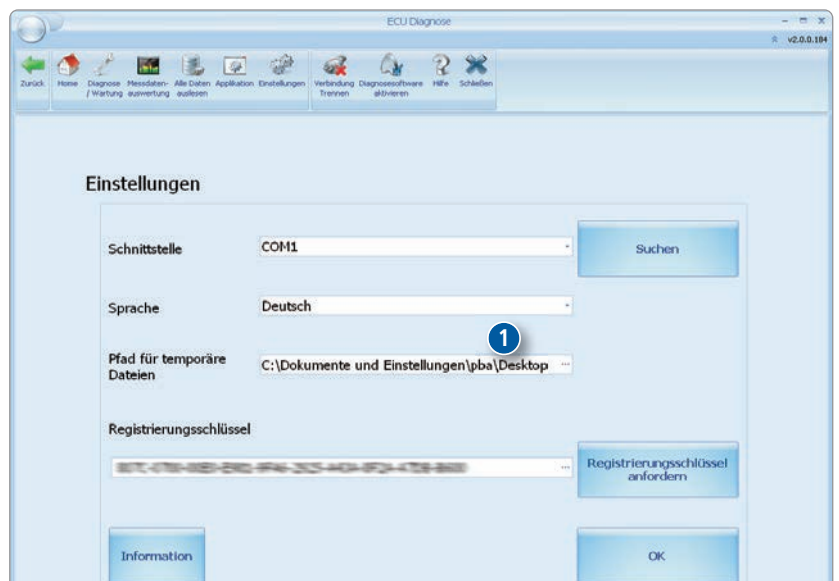 ECU Diagnose
v2.0.0.184
Zurück
Home
Diagnose
/ Wartung
Messdaten-
auswertung
Alle Daten
auslesen
Applikation
Einstellungen
Verbindung
Trennen
Diagnosesoftware
aktivieren
Hilfe
Schließen
Einstellungen
Schnittstelle
COM1
Suchen
Sprache
Deutsch
1
Pfad für temporäre
Dateien
C:\Dokumente und Einstellungen\pba\Desktop
Registrierungsschlüssel
Registrierungsschlüssel
anfordern
Information
OK